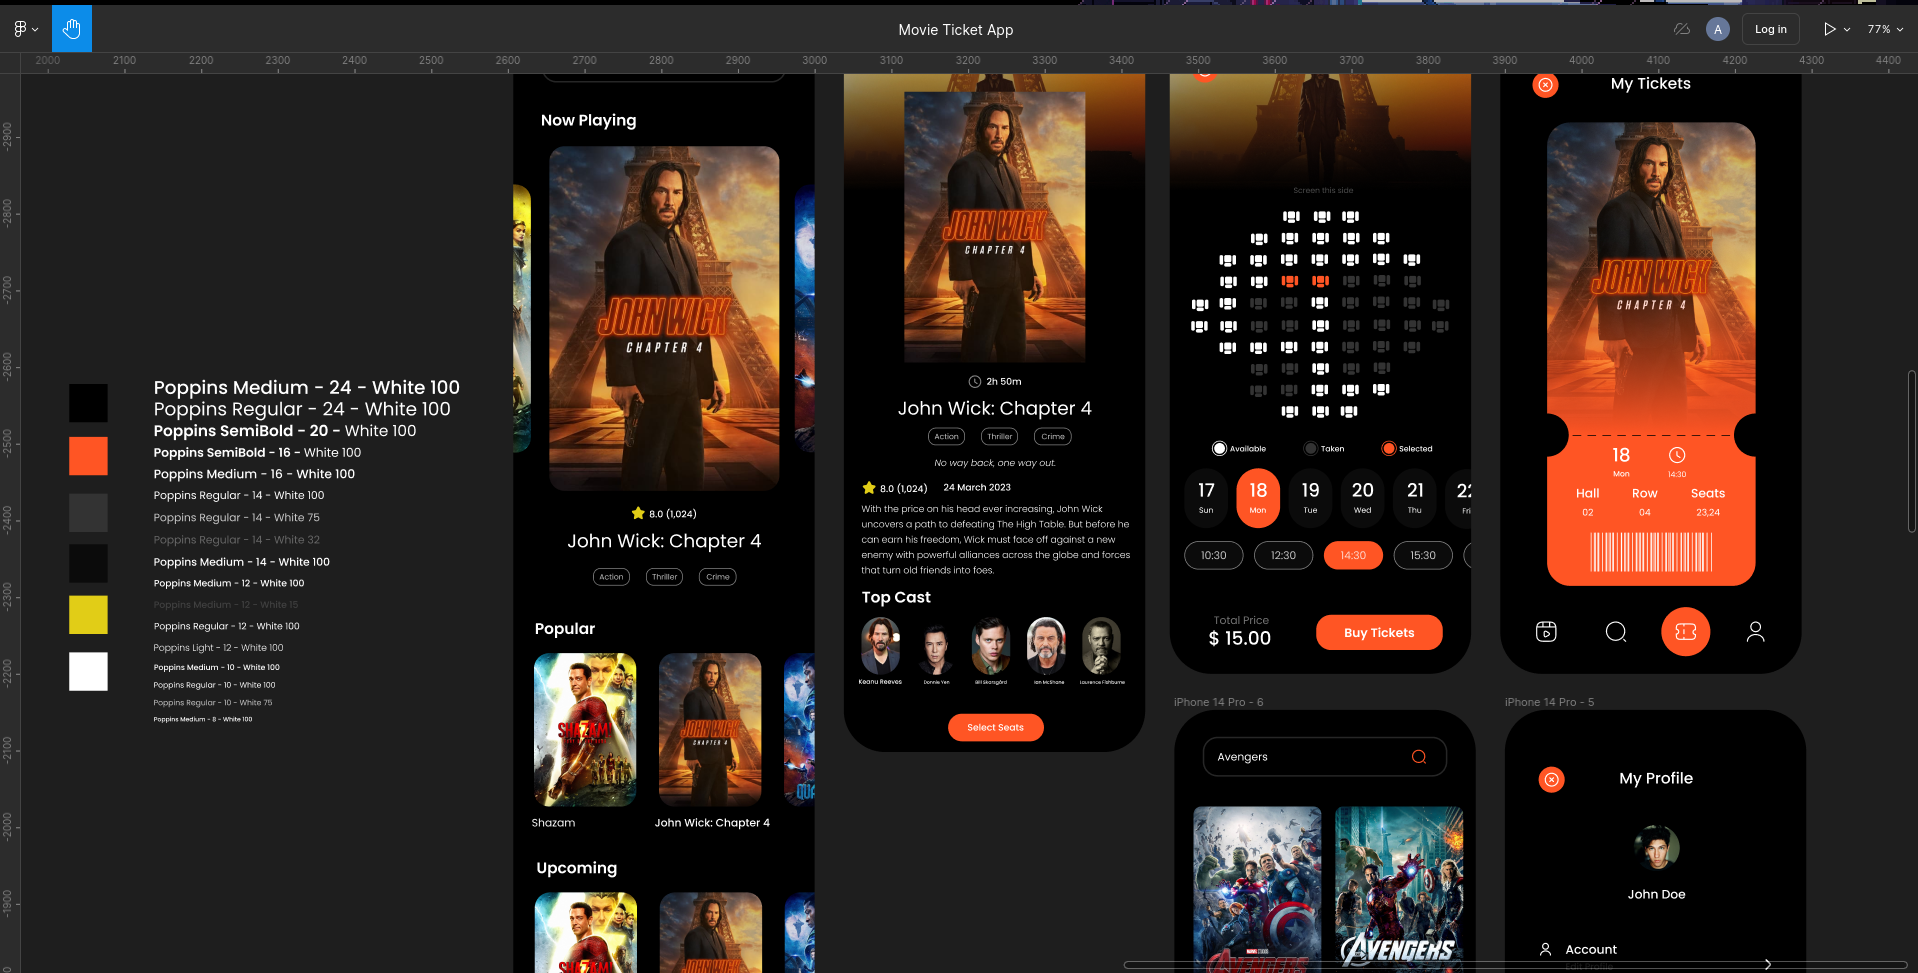 Movie Ticket App
A
Log in
77%
2000 2100 2200 2300 2400 2500 2600 2700 2800 2900 3000 3100 3200 3300 3400 3500 3600 3700 3800 3900 4000 4100 4200 4300 4400
-2900
-2800
-2700
-2600
-2500
-2400
-2300
-2200
-2100
-2000
-1900
Poppins Medium - 24 - White 100
Poppins Regular - 24 - White 100
Poppins SemiBold - 20 - White 100
Poppins SemiBold - 16 - White 100
Poppins Medium - 16 - White 100
Poppins Regular - 14 - White 100
Poppins Regular - 14 - White 75
Poppins Regular - 14 - White 32
Poppins Medium - 14 - White 100
Poppins Medium - 12 - White 100
Poppins Medium - 12 - White 15
Poppins Regular - 12 - White 100
Poppins Light - 12 - White 100
Poppins Medium - 10 - White 100
Poppins Regular - 10 - White 100
Poppins Regular - 10 - White 75
Poppins Medium - 8 - White 100
Now Playing
JOHN WICK
CHAPTER 4
8.0 (1,024)
John Wick: Chapter 4
Action Thriller Crime
Popular
SHAZAM!
JOHN WICK
CHAPTER 4
Shazam
John Wick: Chapter 4
Upcoming
JOHN WICK
CHAPTER 4
2h 50m
John Wick: Chapter 4
Action Thriller Crime
No way back, one way out.
8.0 (1,024) 24 March 2023
With the price on his head ever increasing, John Wick
uncovers a path to defeating The High Table. But before he
can earn his freedom, Wick must face off against a new
enemy with powerful alliances across the globe and forces
that turn old friends into foes.
Top Cast
Keanu Reeves Donnie Yen Bill Skarsgård Ian McShane Laurence Fishburne
Select Seats
Screen this side
Available Taken Selected
17 18 19 20 21 22
Sun Mon Tue Wed Thu Fri
10:30 12:30 14:30 15:30
Total Price
$ 15.00
Buy Tickets
My Tickets
JOHN WICK
CHAPTER 4
18
Mon 14:30
Hall Row Seats
02 04 23,24
iPhone 14 Pro - 6
Avengers
AVENGERS
AVENGERS
iPhone 14 Pro - 5
My Profile
John Doe
Account
Edit Profile